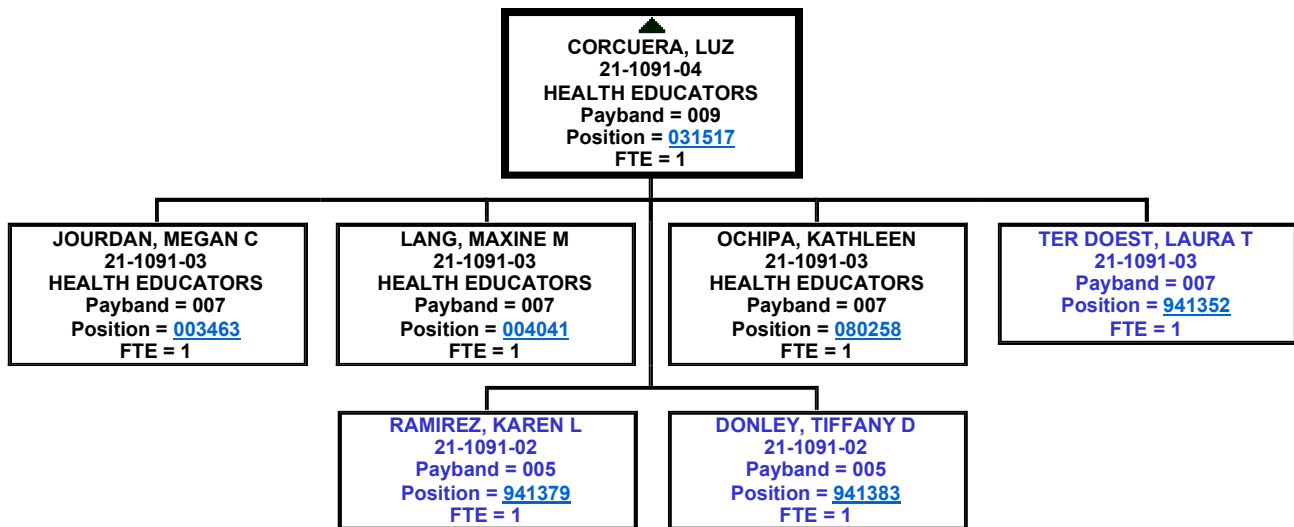 CORCUERA, LUZ
21-1091-04
HEALTH EDUCATORS
Payband = 009
Position = 031517
FTE = 1
JOURDAN, MEGAN C
21-1091-03
HEALTH EDUCATORS
Payband = 007
Position = 003463
FTE = 1
LANG, MAXINE M
21-1091-03
HEALTH EDUCATORS
Payband = 007
Position = 004041
FTE = 1
OCHIPA, KATHLEEN
21-1091-03
HEALTH EDUCATORS
Payband = 007
Position = 080258
FTE = 1
TER DOEST, LAURA T
21-1091-03
Payband = 007
Position = 941352
FTE = 1
RAMIREZ, KAREN L
21-1091-02
Payband = 005
Position = 941379
FTE = 1
DONLEY, TIFFANY D
21-1091-02
Payband = 005
Position = 941383
FTE = 1